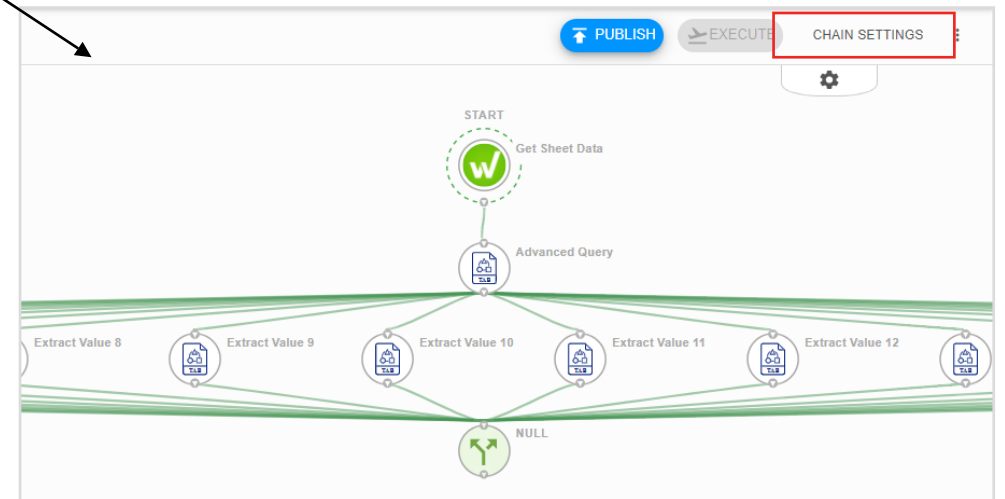 PUBLISH
EXECUTE
CHAIN SETTINGS
START
Get Sheet Data
W
Advanced Query
TAB
Extract Value 8
Extract Value 9
Extract Value 10
Extract Value 11
Extract Value 12
TAB
TAB
TAB
TAB
TAB
NULL